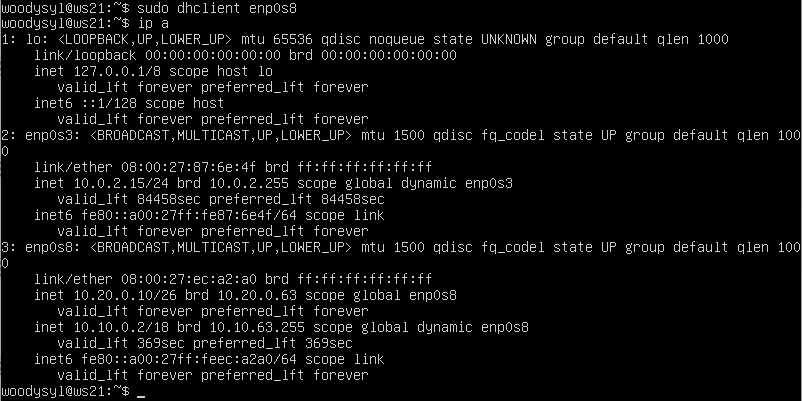 woodysyl@ws21:~$ sudo dhclient enp0s8
woodysyl@ws21:~$ ip a
1: lo: <LOOPBACK,UP,LOWER_UP> mtu 65536 qdisc noqueue state UNKNOWN group default qlen 1000
    link/loopback 00:00:00:00:00:00 brd 00:00:00:00:00:00
    inet 127.0.0.1/8 scope host lo
       valid_lft forever preferred_lft forever
    inet6 ::1/128 scope host
       valid_lft forever preferred_lft forever
2: enp0s3: <BROADCAST,MULTICAST,UP,LOWER_UP> mtu 1500 qdisc fq_codel state UP group default qlen 100
0
    link/ether 08:00:27:87:6e:4f brd ff:ff:ff:ff:ff:ff
    inet 10.0.2.15/24 brd 10.0.2.255 scope global dynamic enp0s3
       valid_lft 84458sec preferred_lft 84458sec
    inet6 fe80::a00:27ff:fe87:6e4f/64 scope link
       valid_lft forever preferred_lft forever
3: enp0s8: <BROADCAST,MULTICAST,UP,LOWER_UP> mtu 1500 qdisc fq_codel state UP group default qlen 100
0
    link/ether 08:00:27:ec:a2:a0 brd ff:ff:ff:ff:ff:ff
    inet 10.20.0.10/26 brd 10.20.0.63 scope global enp0s8
       valid_lft forever preferred_lft forever
    inet 10.10.0.2/18 brd 10.10.63.255 scope global dynamic enp0s8
       valid_lft 369sec preferred_lft 369sec
    inet6 fe80::a00:27ff:feec:a2a0/64 scope link
       valid_lft forever preferred_lft forever
woodysyl@ws21:~$ _